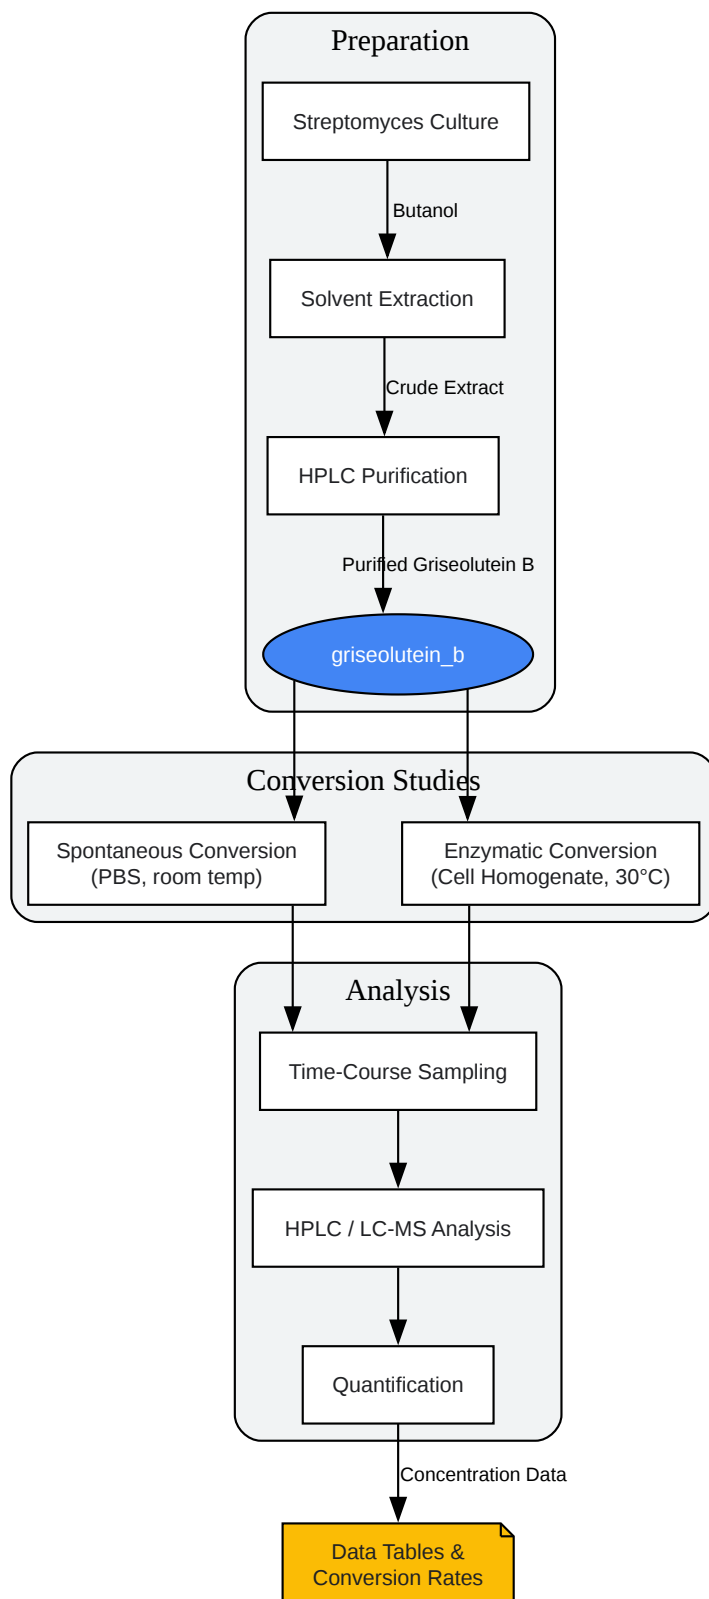 Preparation
Streptomyces Culture
Butanol
Solvent Extraction
Crude Extract
HPLC Purification
Purified Griseolutein B
griseolutein_b
Conversion Studies
Spontaneous Conversion
(PBS, room temp)
Enzymatic Conversion
(Cell Homogenate, 30°C)
Analysis
Time-Course Sampling
HPLC / LC-MS Analysis
Quantification
Concentration Data
Data Tables &
Conversion Rates